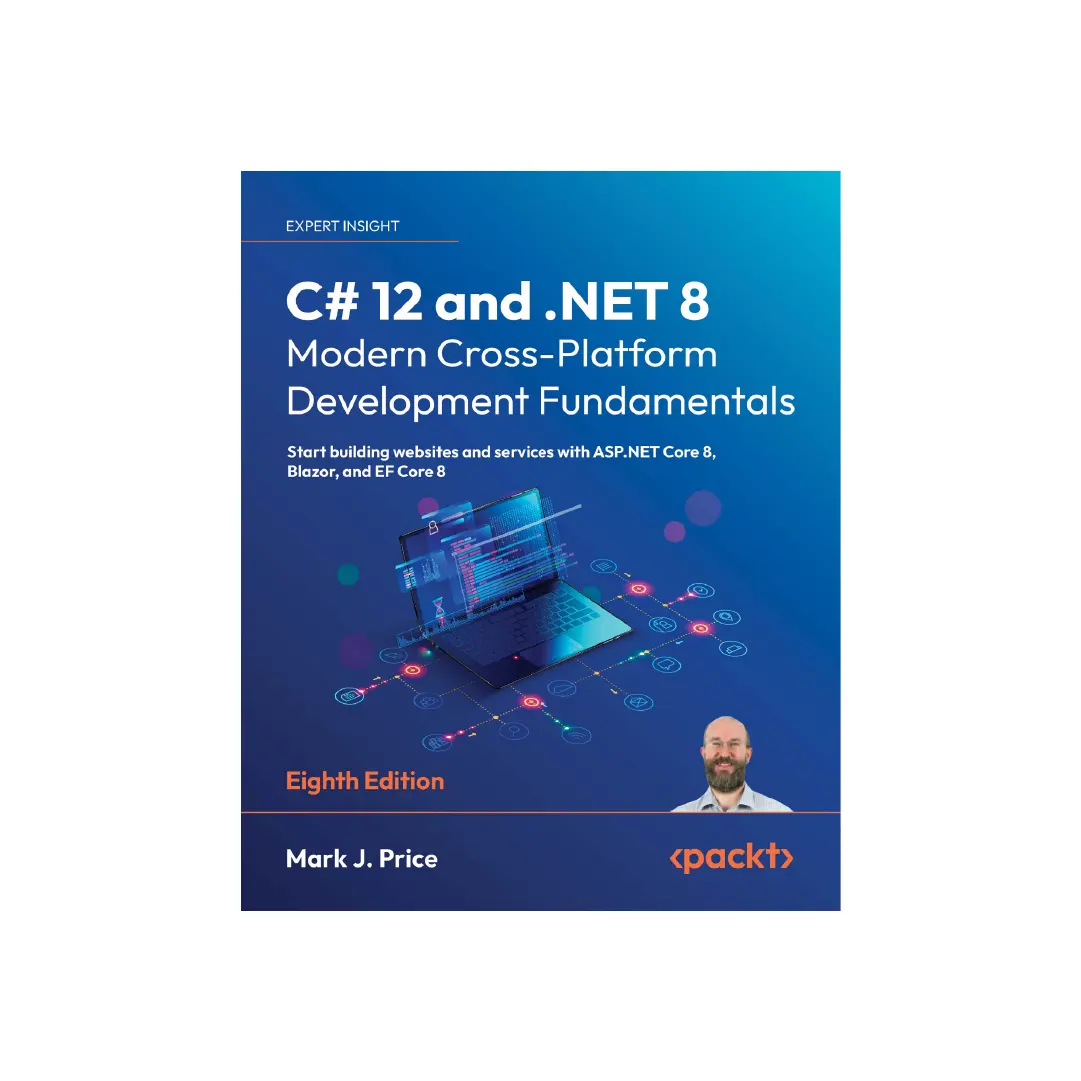 EXPERT INSIGHT
C# 12 and .NET 8
Modern Cross-Platform
Development Fundamentals
Start building websites and services with ASP.NET Core 8,
Blazor, and EF Core 8
Eighth Edition
Mark J. Price
<packt>